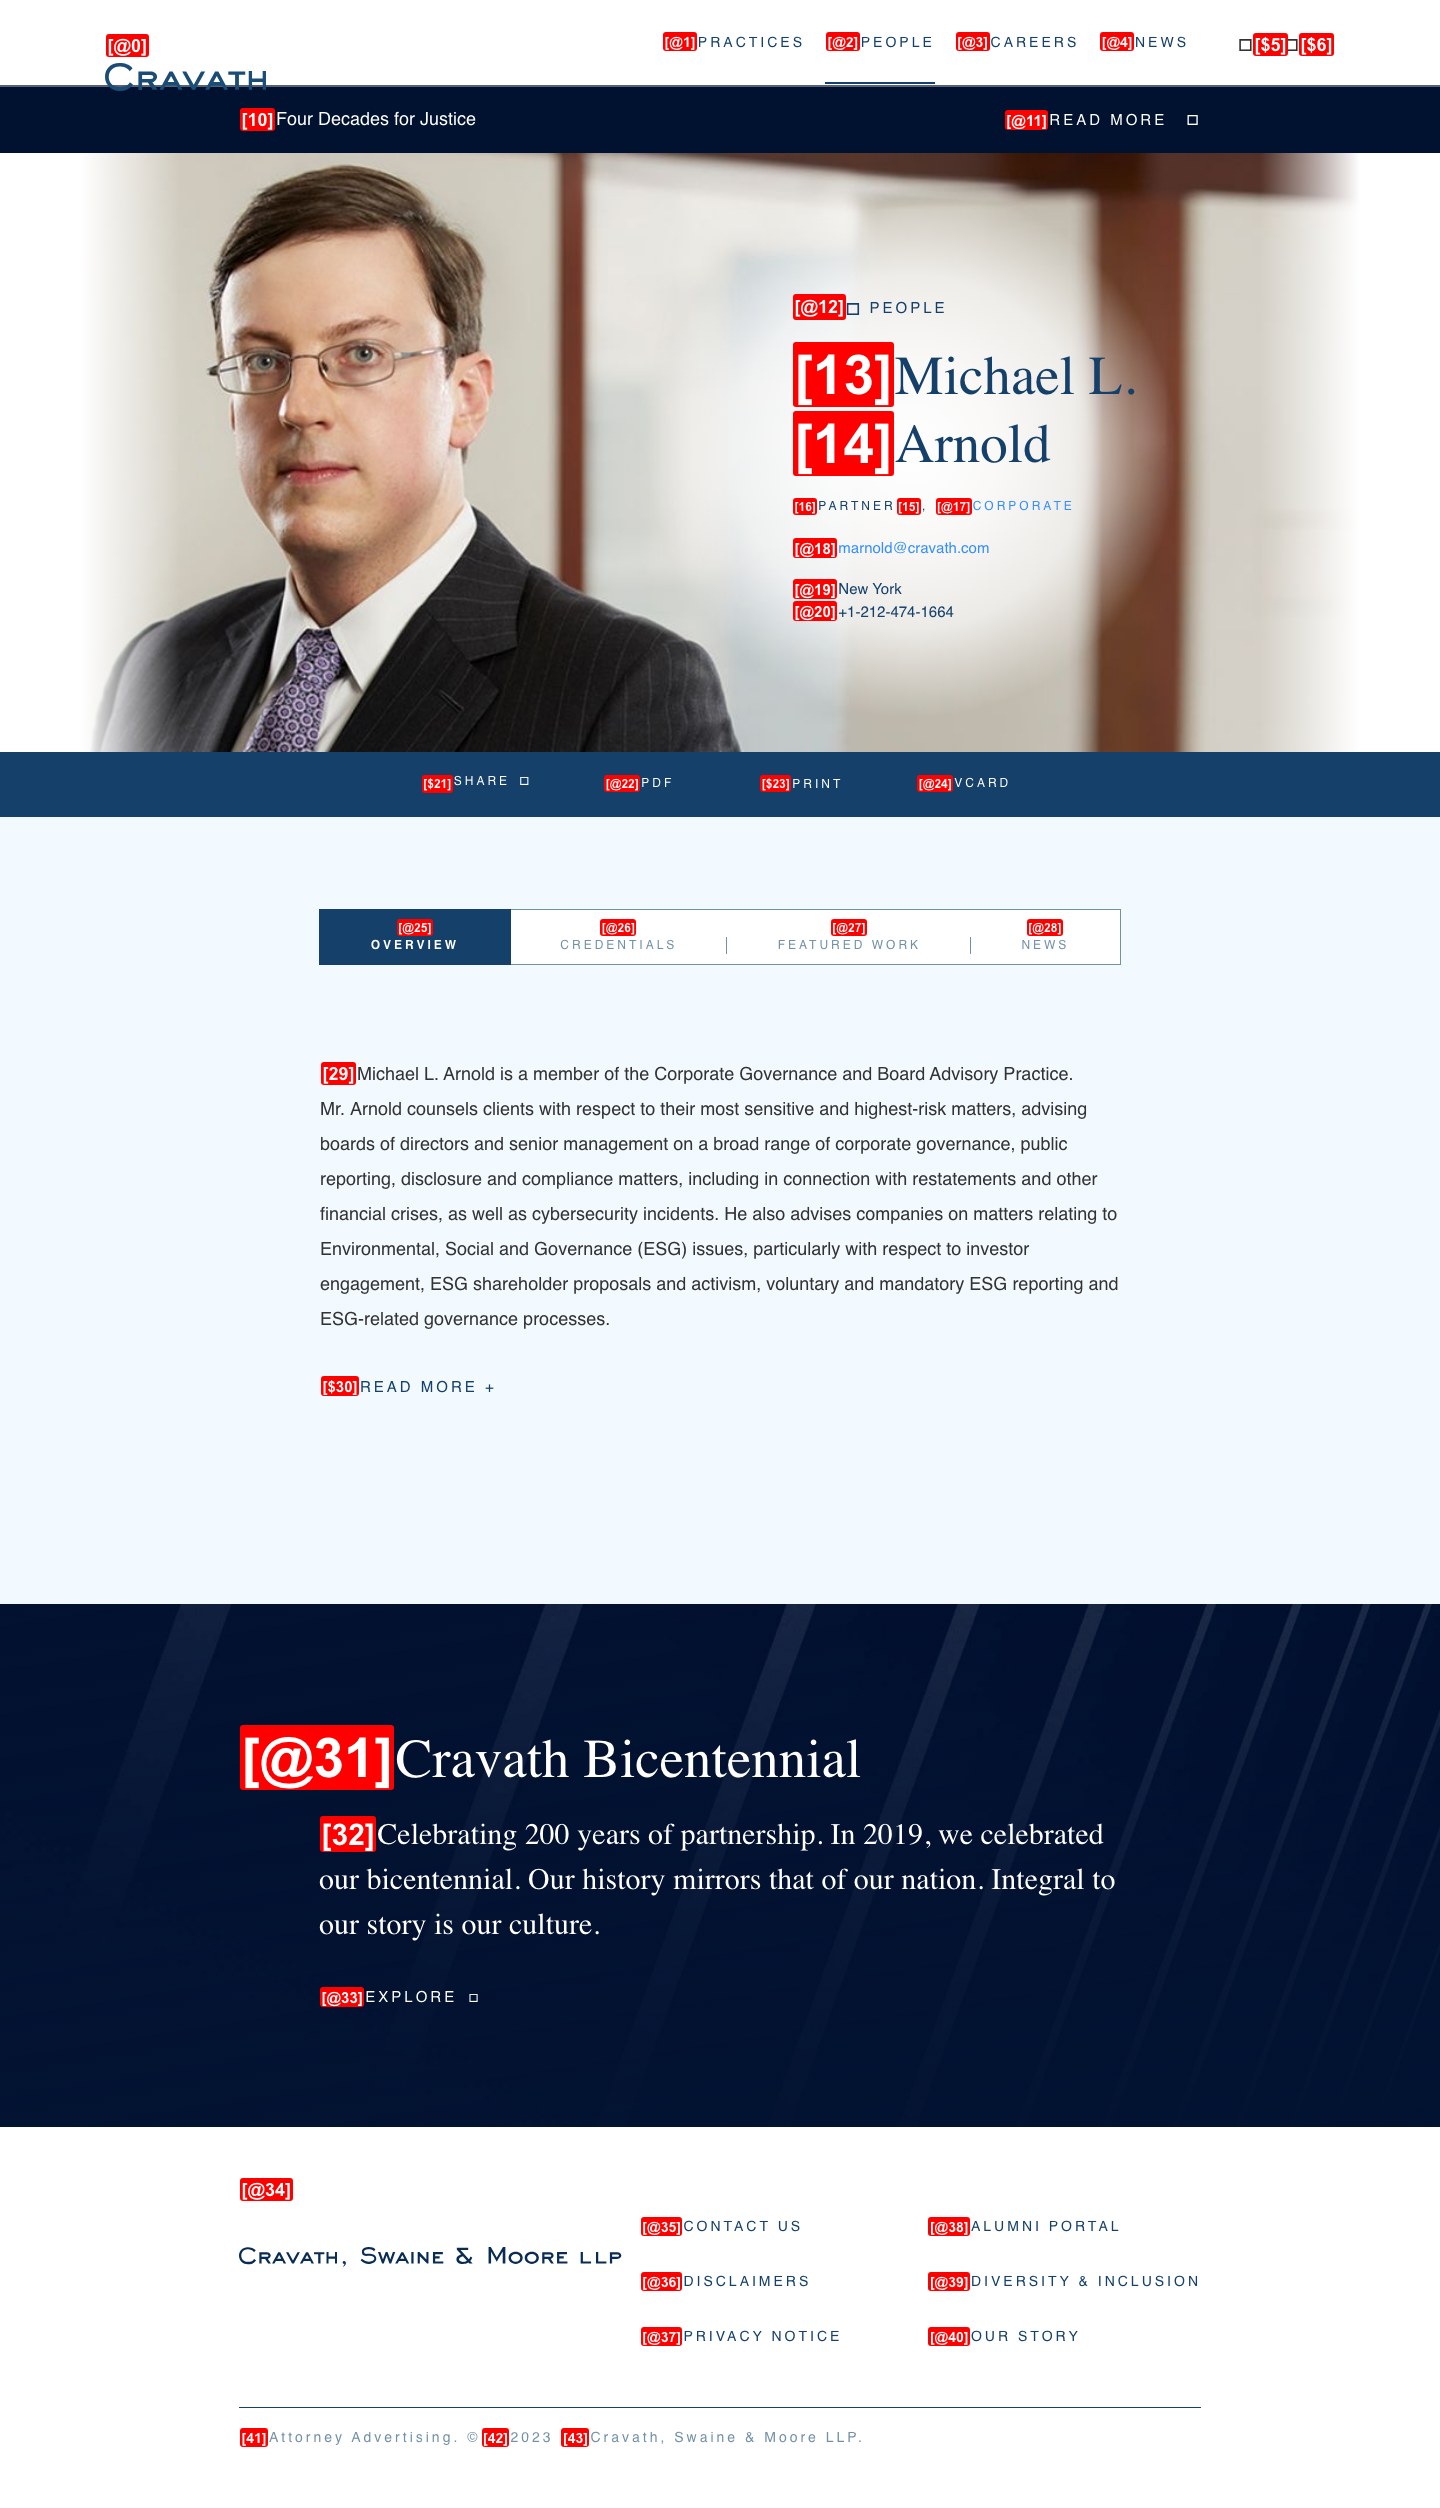 [@0]
CRAVATH
[@1]PRACTICES [@2]PEOPLE [@3]CAREERS [@4]NEWS [$5] [$6]
[10]Four Decades for Justice [@11]READ MORE
[@12] PEOPLE
[13]Michael L.
[14]Arnold
[16]PARTNER[15], [@17]CORPORATE
[@18]marnold@cravath.com
[@19]New York
[@20]+1-212-474-1664
[$21]SHARE [@22]PDF [$23]PRINT [@24]VCARD
[@25] [@26] [@27] [@28]
OVERVIEW CREDENTIALS FEATURED WORK NEWS
[29]Michael L. Arnold is a member of the Corporate Governance and Board Advisory Practice.
Mr. Arnold counsels clients with respect to their most sensitive and highest-risk matters, advising
boards of directors and senior management on a broad range of corporate governance, public
reporting, disclosure and compliance matters, including in connection with restatements and other
financial crises, as well as cybersecurity incidents. He also advises companies on matters relating to
Environmental, Social and Governance (ESG) issues, particularly with respect to investor
engagement, ESG shareholder proposals and activism, voluntary and mandatory ESG reporting and
ESG-related governance processes.
[$30]READ MORE +
[@31]Cravath Bicentennial
[32]Celebrating 200 years of partnership. In 2019, we celebrated
our bicentennial. Our history mirrors that of our nation. Integral to
our story is our culture.
[@33]EXPLORE
[@34]
CRAVATH, SWAINE & MOORE LLP
[@35]CONTACT US [@38]ALUMNI PORTAL
[@36]DISCLAIMERS [@39]DIVERSITY & INCLUSION
[@37]PRIVACY NOTICE [@40]OUR STORY
[41]Attorney Advertising. ©[42]2023 [43]Cravath, Swaine & Moore LLP.